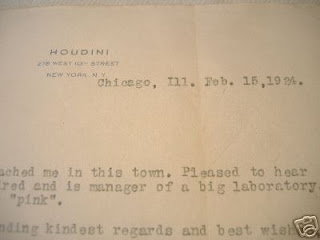 HOUDINI
278 WEST 113TH STREET
NEW YORK, N.Y.
Chicago, Ill. Feb. 15, 1924.
ached me in this town. Pleased to hear
red and is manager of a big laboratory
"pink".
nding kindest regards and best wish